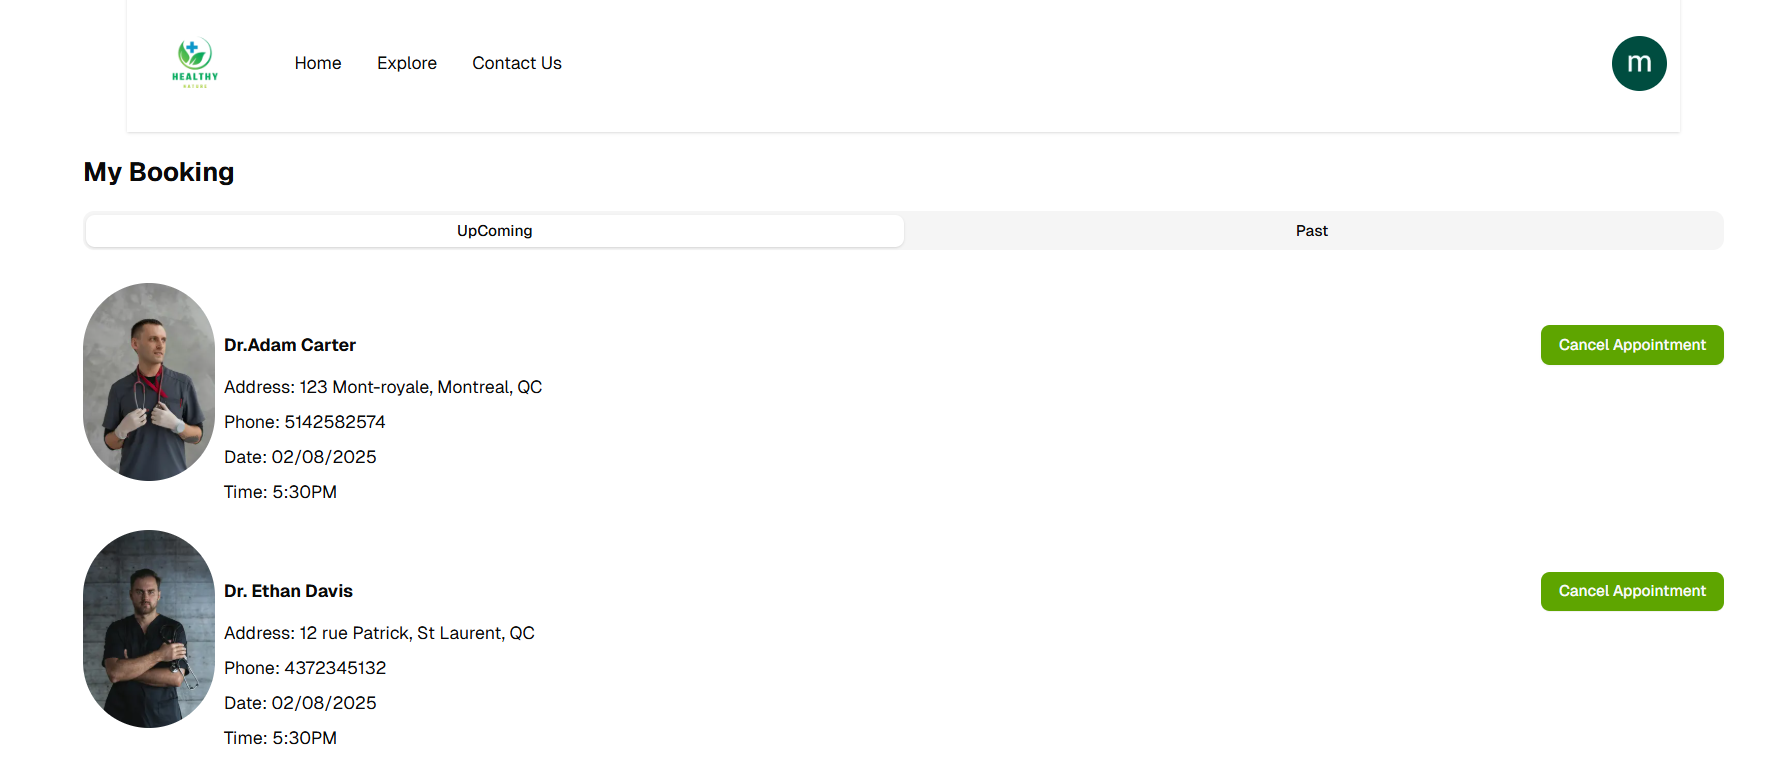 HEALTHY
NATURE
Home
Explore
Contact Us
m
My Booking
UpComing
Past
Dr.Adam Carter
Cancel Appointment
Address: 123 Mont-royale, Montreal, QC
Phone: 5142582574
Date: 02/08/2025
Time: 5:30PM
Dr. Ethan Davis
Cancel Appointment
Address: 12 rue Patrick, St Laurent, QC
Phone: 4372345132
Date: 02/08/2025
Time: 5:30PM